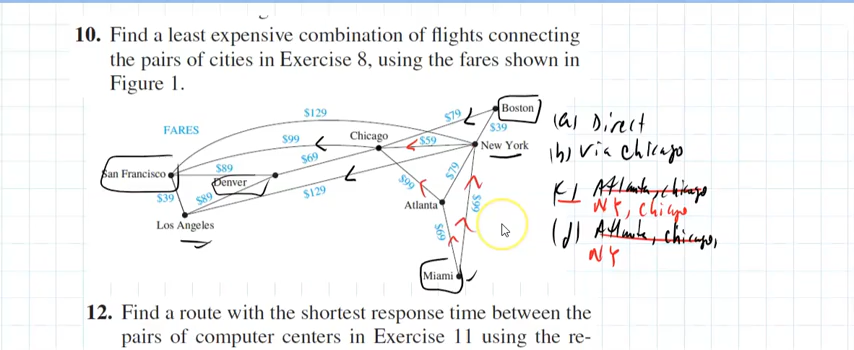 10. Find a least expensive combination of flights connecting
the pairs of cities in Exercise 8, using the fares shown in
Figure 1.
$129
$79
Boston
(a) Direct
FARES
$99
Chicago
$59
$39
New York
(b) via chicago
$69
San Francisco
$89
Denver
$79
$99
$39
$89
$129
Atlanta
$99
(c) Atlanta, chicago
NY, chicago
Los Angeles
$69
(d) Atlanta, chicago,
NY
Miami
12. Find a route with the shortest response time between the
pairs of computer centers in Exercise 11 using the re-